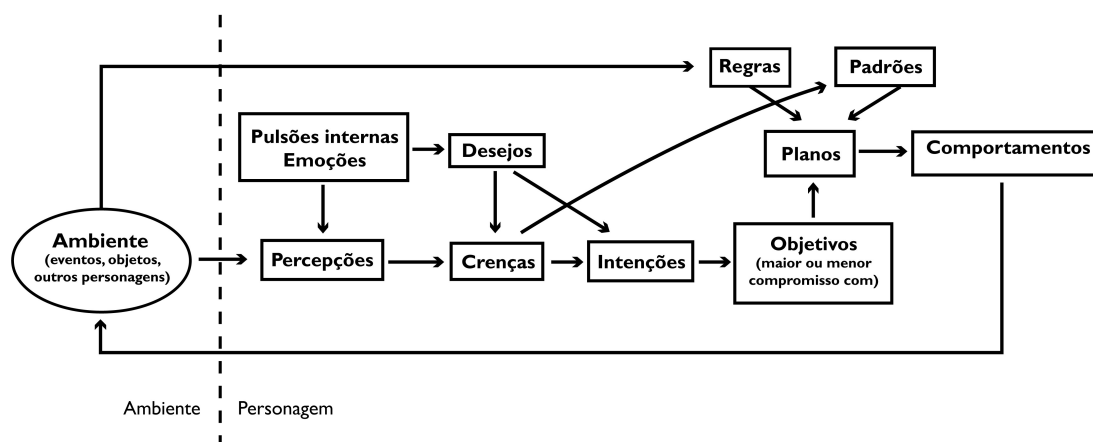 Regras
Padrões
Pulsões internas
Emoções
Desejos
Planos
Comportamentos
Ambiente
(eventos, objetos,
outros personagens)
Percepções
Crenças
Intenções
Objetivos
(maior ou menor
compromisso com)
Ambiente
Personagem